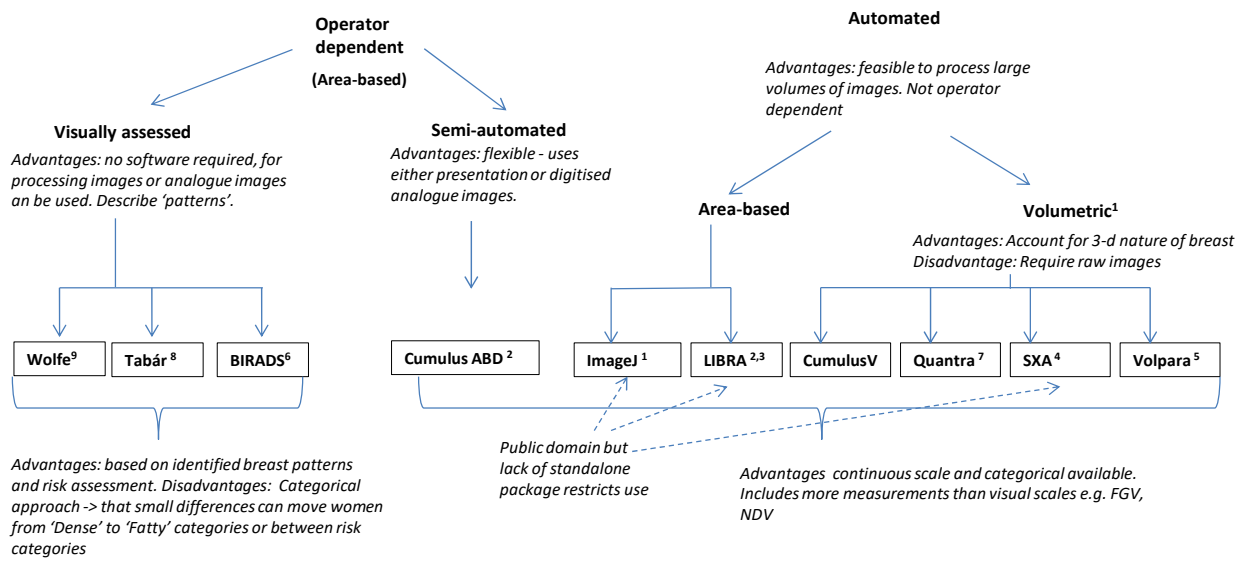 Operator
dependent
(Area-based)
Automated
Advantages: feasible to process large
volumes of images. Not operator
dependent
Visually assessed
Advantages: no software required, for
processing images or analogue images
an be used. Describe ‘patterns’.
Semi-automated
Advantages: flexible - uses
either presentation or digitised
analogue images.
Area-based
Volumetric¹
Advantages: Account for 3-d nature of breast
Disadvantage: Require raw images
Wolfe⁹
Tabár ⁸
BIRADS⁶
Cumulus ABD ²
ImageJ ¹
LIBRA ²,³
CumulusV
Quantra ⁷
SXA ⁴
Volpara ⁵
Advantages: based on identified breast patterns
and risk assessment. Disadvantages: Categorical
approach -> that small differences can move women
from ‘Dense’ to ‘Fatty’ categories or between risk
categories
Public domain but
lack of standalone
package restricts use
Advantages continuous scale and categorical available.
Includes more measurements than visual scales e.g. FGV,
NDV